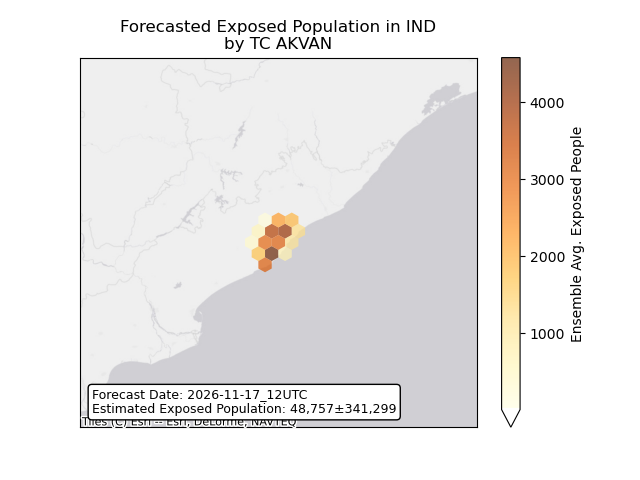 Forecasted Exposed Population in IND
by TC AKVAN
4000
3000
2000
1000
Ensemble Avg. Exposed People
Forecast Date: 2026-11-17_12UTC
Estimated Exposed Population: 48,757±341,299
Tiles (C) Esri -- Esri, DeLorme, NAVTEQ